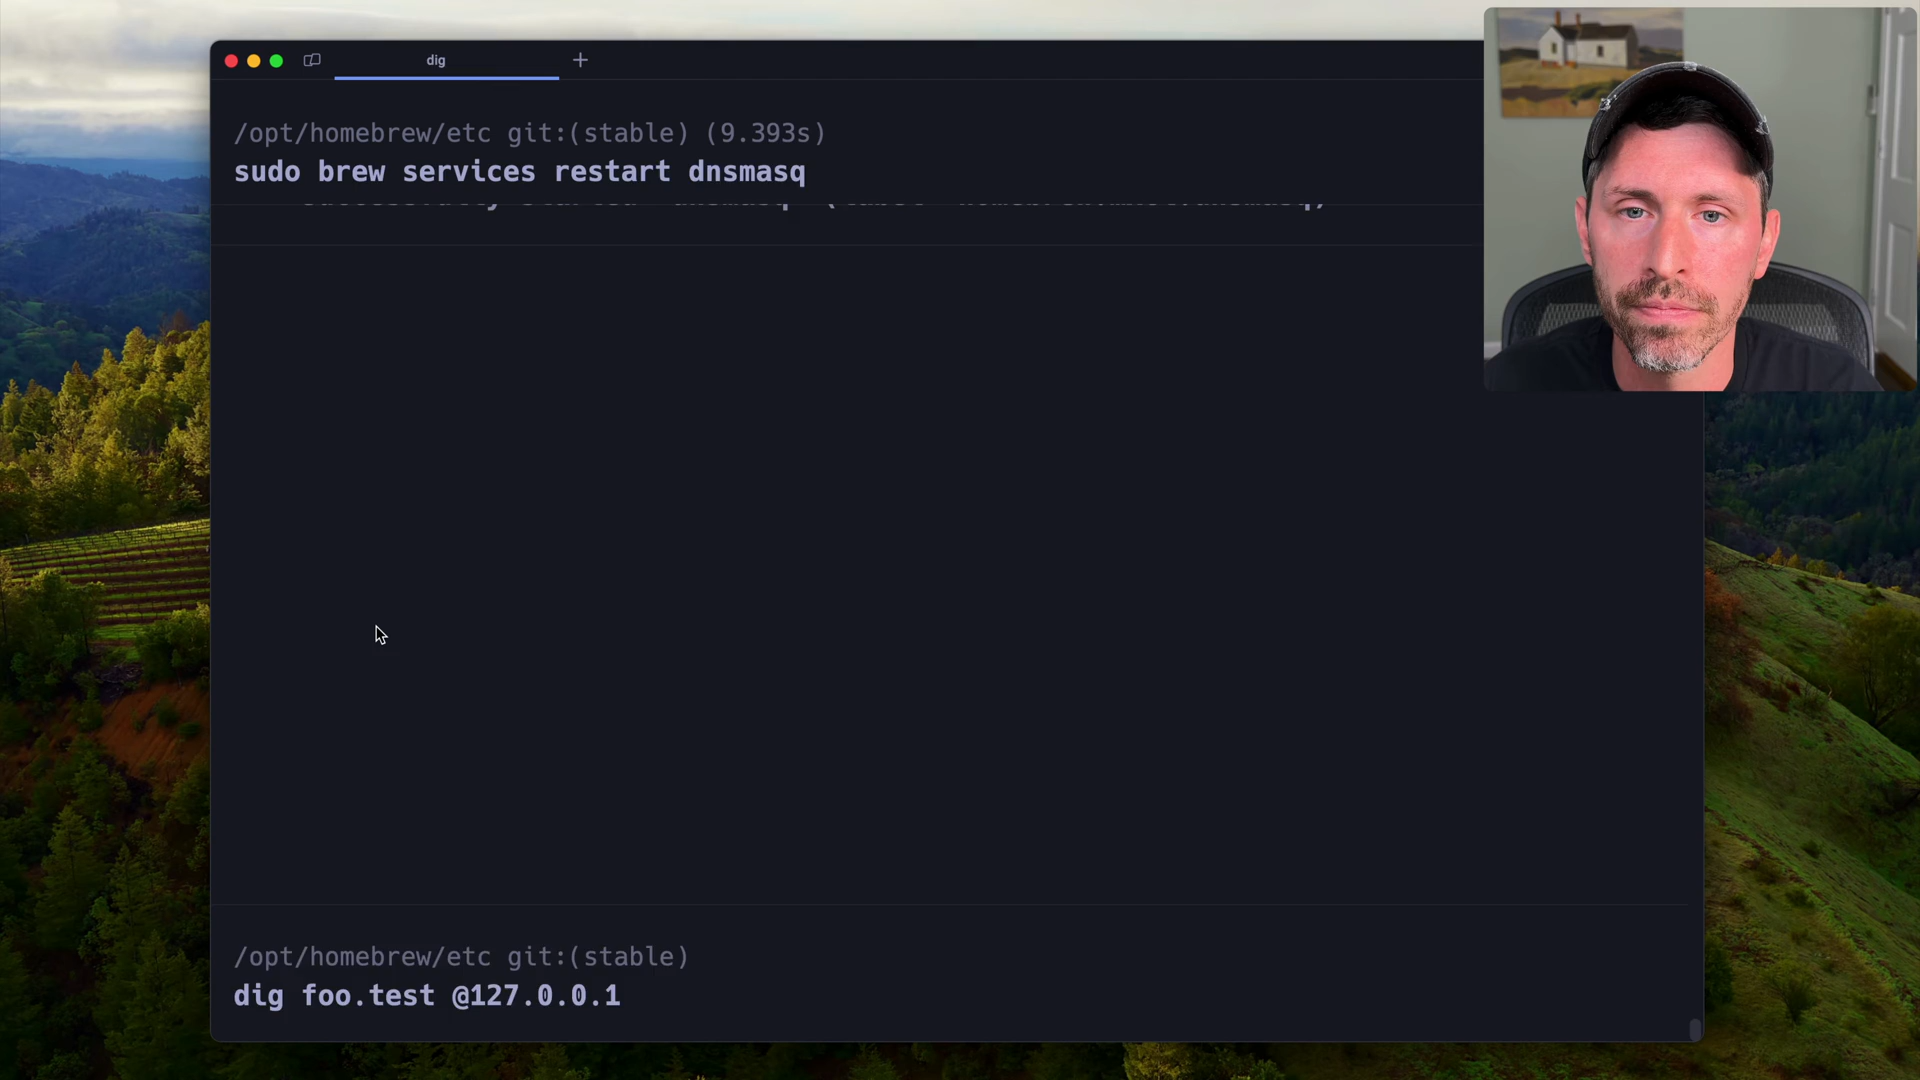 dig
/opt/homebrew/etc git:(stable) (9.393s)
sudo brew services restart dnsmasq
/opt/homebrew/etc git:(stable)
dig foo.test @127.0.0.1